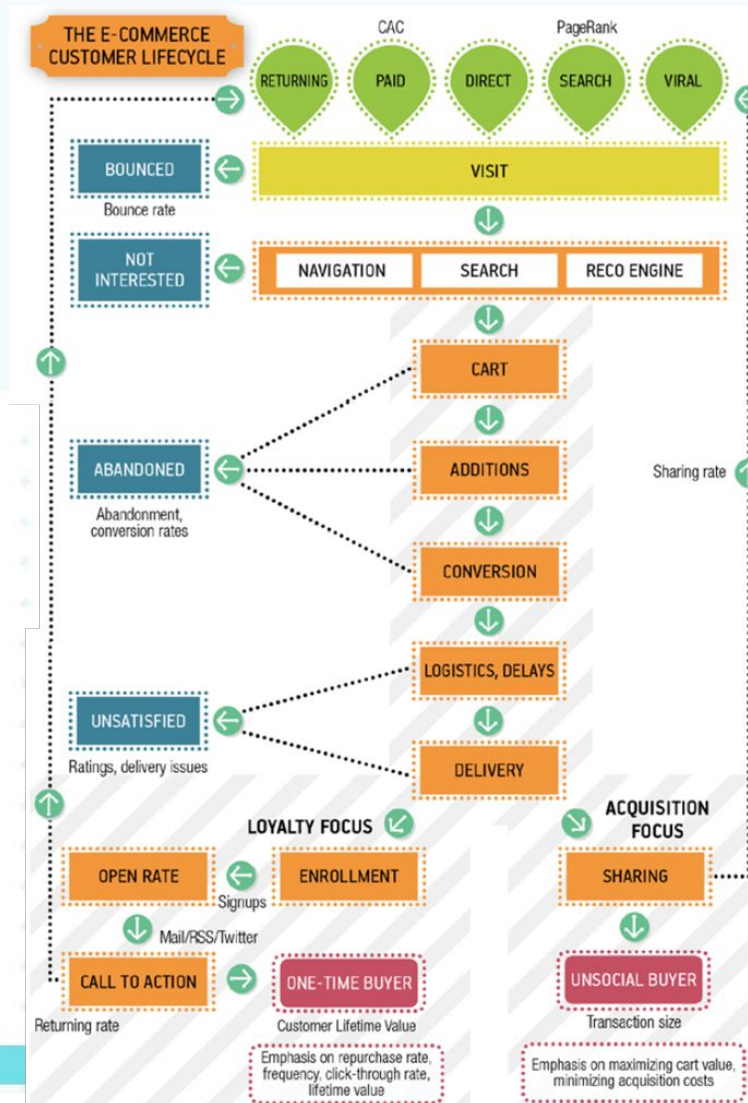 THE E-COMMERCE
CUSTOMER LIFECYCLE
CAC
PageRank
RETURNING
PAID
DIRECT
SEARCH
VIRAL
BOUNCED
VISIT
Bounce rate
NOT
INTERESTED
NAVIGATION
SEARCH
RECO ENGINE
CART
ABANDONED
ADDITIONS
Sharing rate
Abandonment,
conversion rates
CONVERSION
LOGISTICS, DELAYS
UNSATISFIED
Ratings, delivery issues
DELIVERY
LOYALTY FOCUS
ACQUISITION
FOCUS
OPEN RATE
Signups
ENROLLMENT
SHARING
Mail/RSS/Twitter
CALL TO ACTION
ONE-TIME BUYER
UNSOCIAL BUYER
Returning rate
Customer Lifetime Value
Transaction size
Emphasis on repurchase rate,
frequency, click-through rate,
lifetime value
Emphasis on maximizing cart value,
minimizing acquisition costs